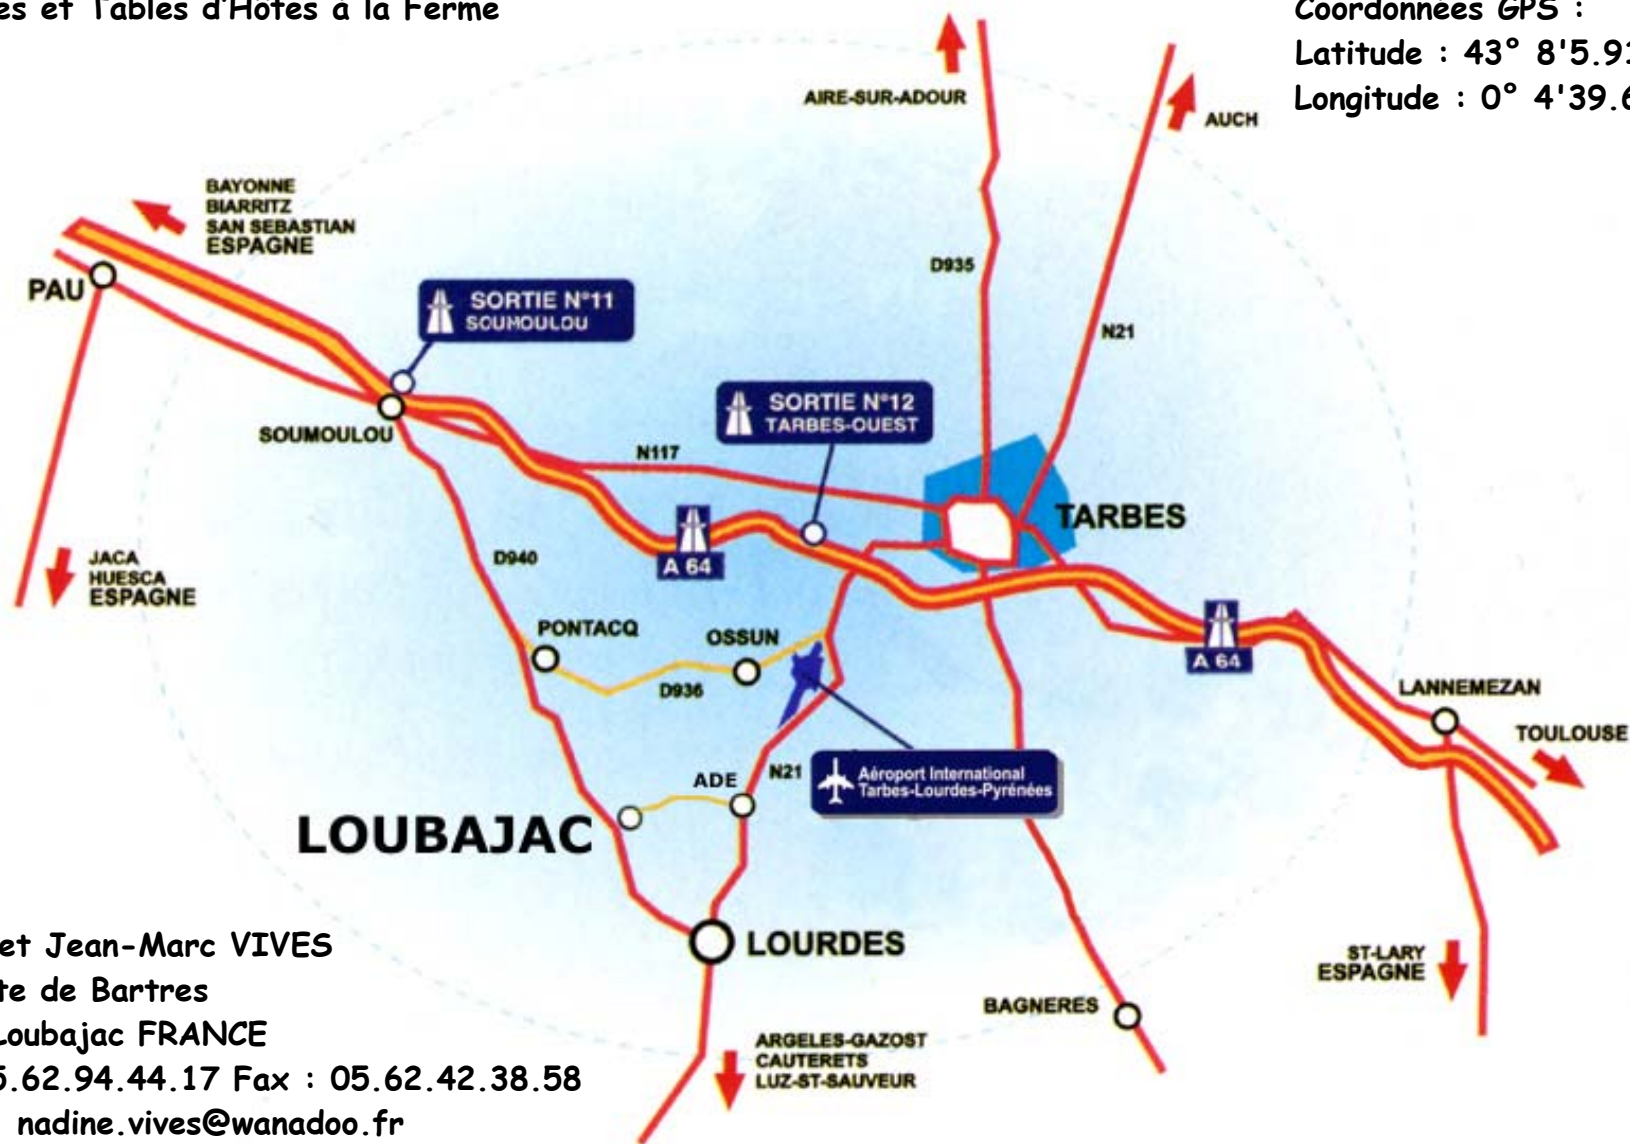 es et Tables d'Hôtes à la Ferme
Coordonnées GPS :
Latitude : 43° 8'5.9
Longitude : 0° 4'39.6
AIRE-SUR-ADOUR
AUCH
BAYONNE
BIARRITZ
SAN SEBASTIAN
ESPAGNE
PAU
D935
SORTIE N°11
SOUMOULOU
N21
SORTIE N°12
TARBES-OUEST
SOUMOULOU
N117
TARBES
JACA
HUESCA
ESPAGNE
D940
A 64
PONTACQ
OSSUN
D936
A 64
LANNEMEZAN
TOULOUSE
ADE
N21
Aéroport International
Tarbes-Lourdes-Pyrénées
LOUBAJAC
LOURDES
et Jean-Marc VIVES
te de Bartres
Loubajac FRANCE
5.62.94.44.17 Fax : 05.62.42.38.58
nadine.vives@wanadoo.fr
ST-LARY
ESPAGNE
BAGNERES
ARGELES-GAZOST
CAUTERETS
LUZ-ST-SAUVEUR